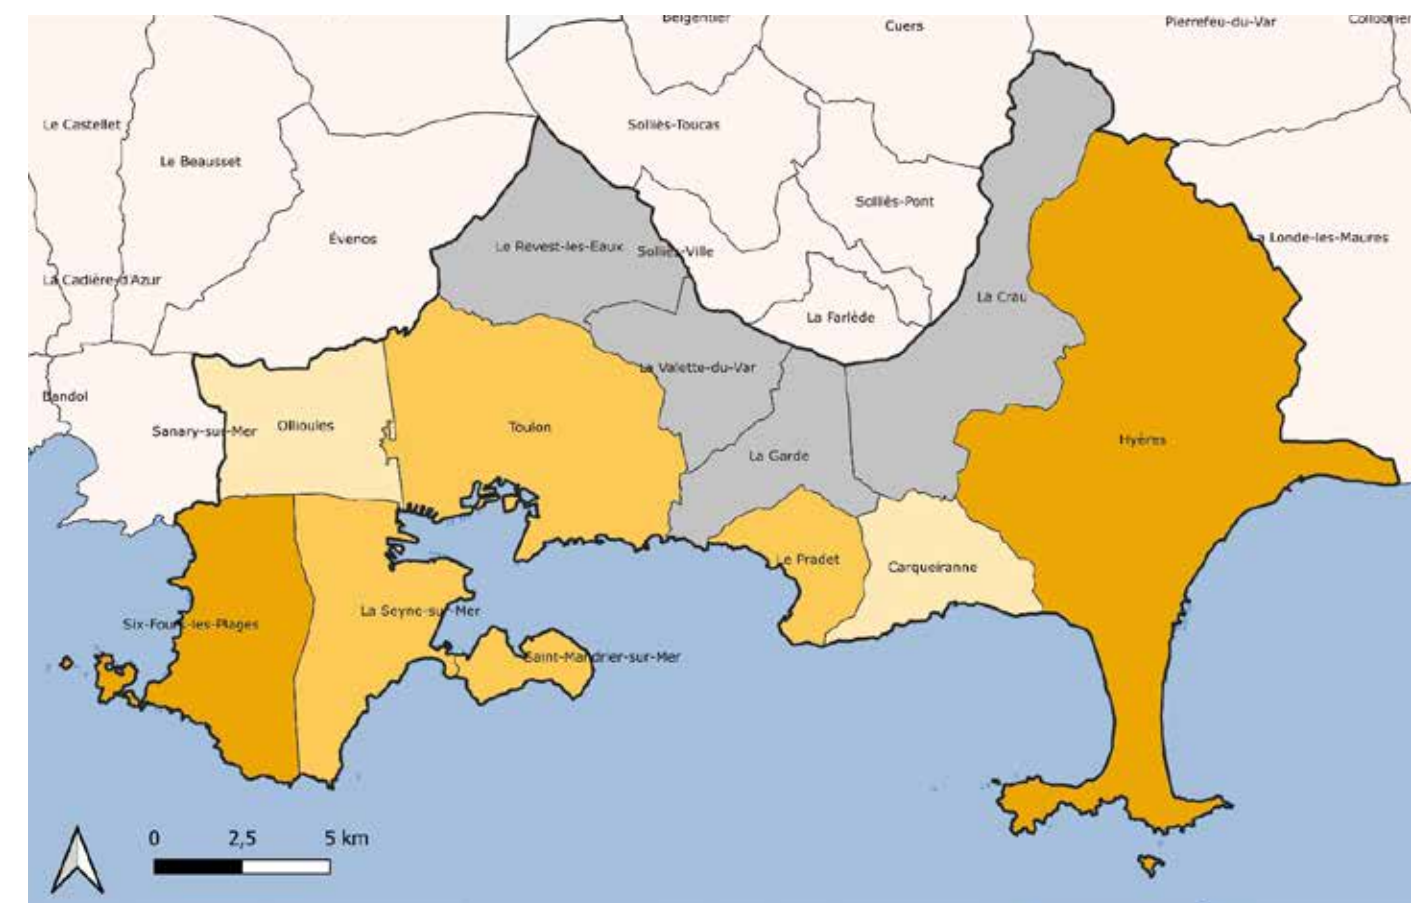 Belgentier
Cuers
Pierrefeu-du-Var
Le Castellet
Solliès-Toucas
Le Beausset
Solliès-Pont
Évenos
Le Revest-les-Eaux
Solliès-Ville
La Londe-les-Maures
La Cadière-d'Azur
La Crau
La Farlède
La Valette-du-Var
Bandol
Sanary-sur-Mer
Ollioules
Toulon
La Garde
Hyères
Le Pradet
Carqueiranne
Six-Fours-les-Plages
La Seyne-sur-Mer
Saint-Mandrier-sur-Mer
0 2,5 5 km